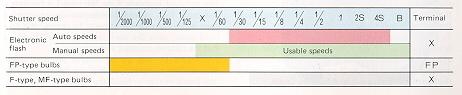 Shutter speed 1/2000 1/1000 1/500 1/125 X 1/60 1/30 1/15 1/8 1/4 1/2 1 2S 4S B Terminal
Electronic flash Auto speeds X
Manual speeds Usable speeds
FP-type bulbs FP
F-type, MF-type bulbs X